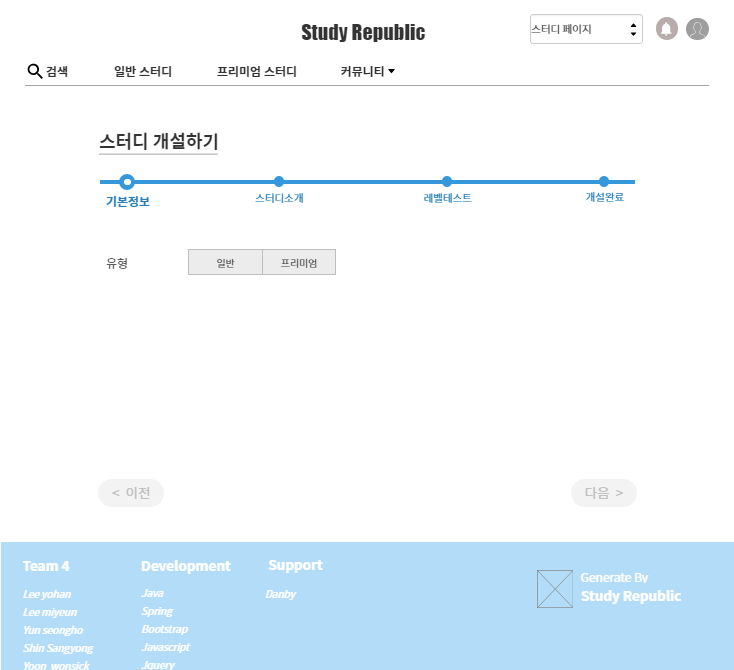 Study Republic
스터디 페이지
검색 일반 스터디 프리미엄 스터디 커뮤니티
스터디 개설하기
기본정보 스터디소개 레벨테스트 개설완료
유형 일반 프리미엄
< 이전 다음 >
Team 4 Development Support
Lee yohan Java Danby
Lee miyeun Spring
Yun seongho Bootstrap
Shin Sangyong Javascript
Yoon wonsick Jquery
Generate By
Study Republic